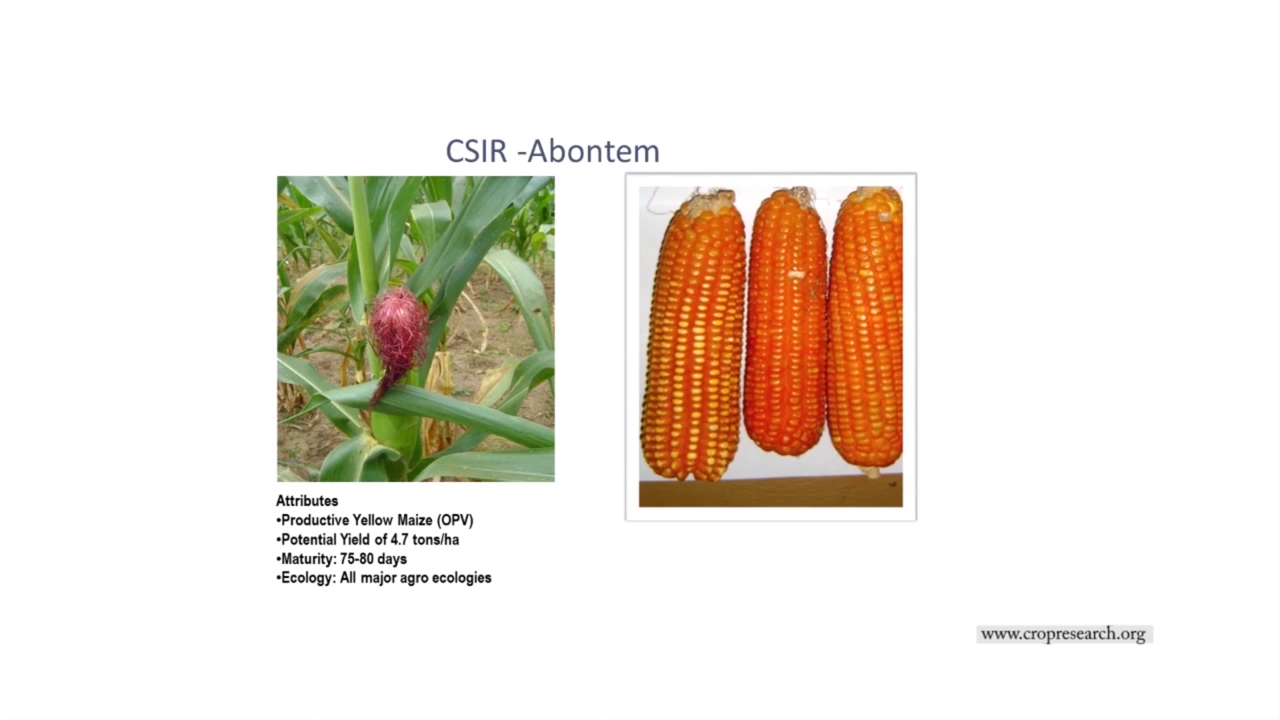 CSIR -Abontem
Attributes
•Productive Yellow Maize (OPV)
•Potential Yield of 4.7 tons/ha
•Maturity: 75-80 days
•Ecology: All major agro ecologies
www.cropresearch.org